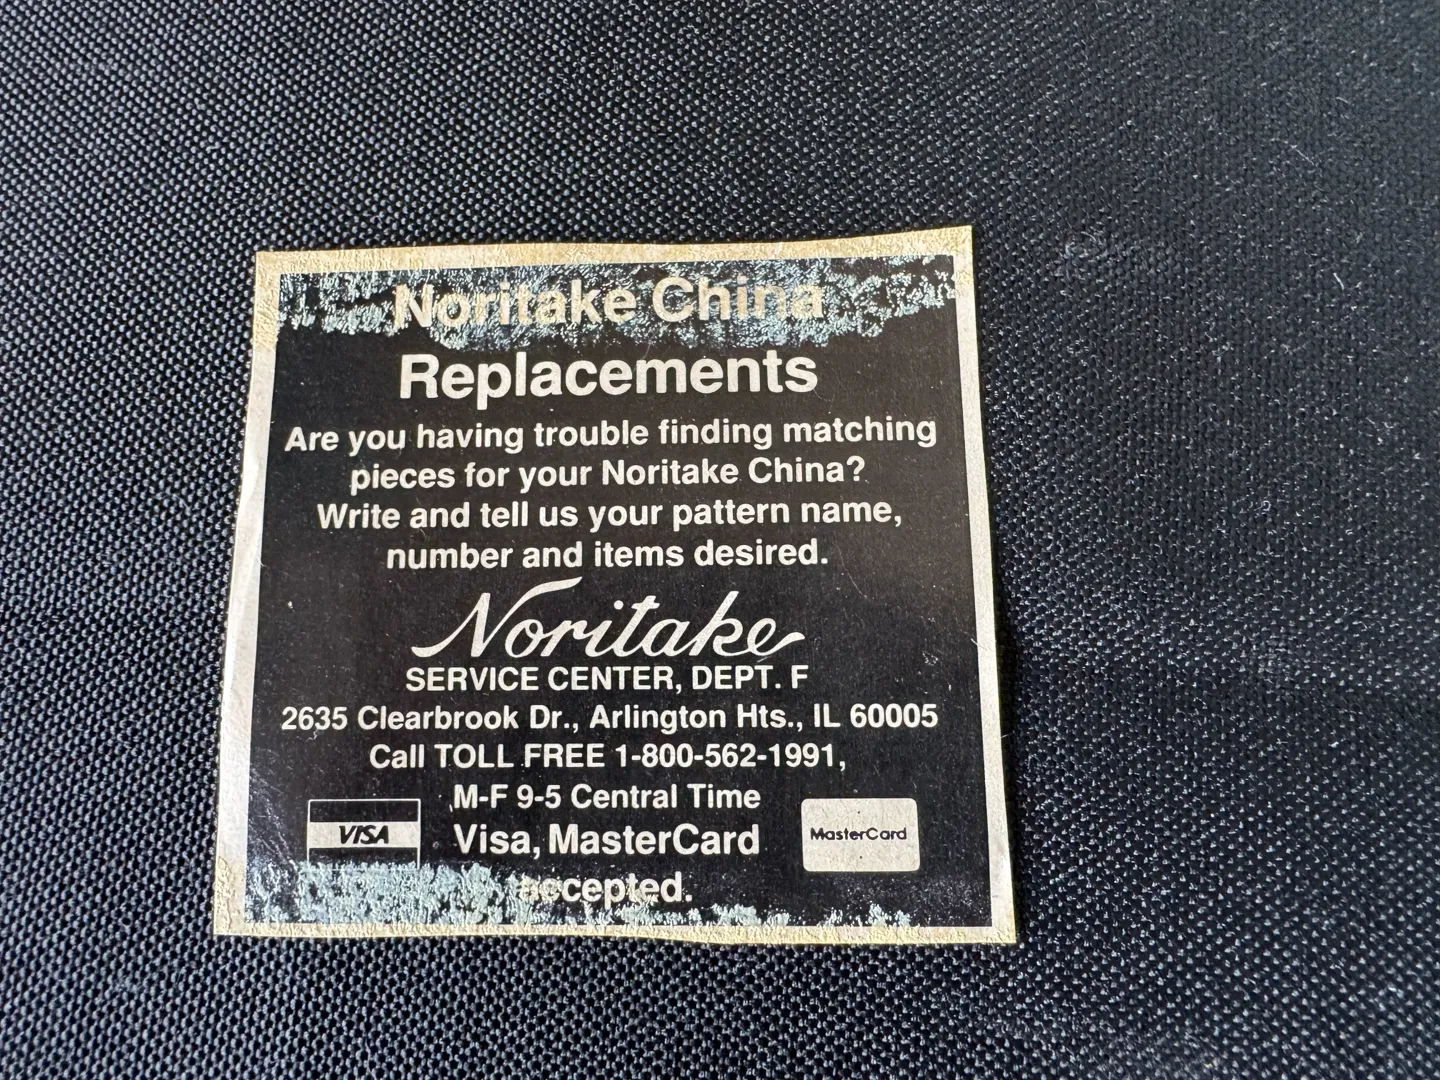 Noritake China
Replacements
Are you having trouble finding matching
pieces for your Noritake China?
Write and tell us your pattern name,
number and items desired.
Noritake
SERVICE CENTER, DEPT. F
2635 Clearbrook Dr., Arlington Hts., IL 60005
Call TOLL FREE 1-800-562-1991,
M-F 9-5 Central Time
VISA
Visa, MasterCard
MasterCard
accepted.